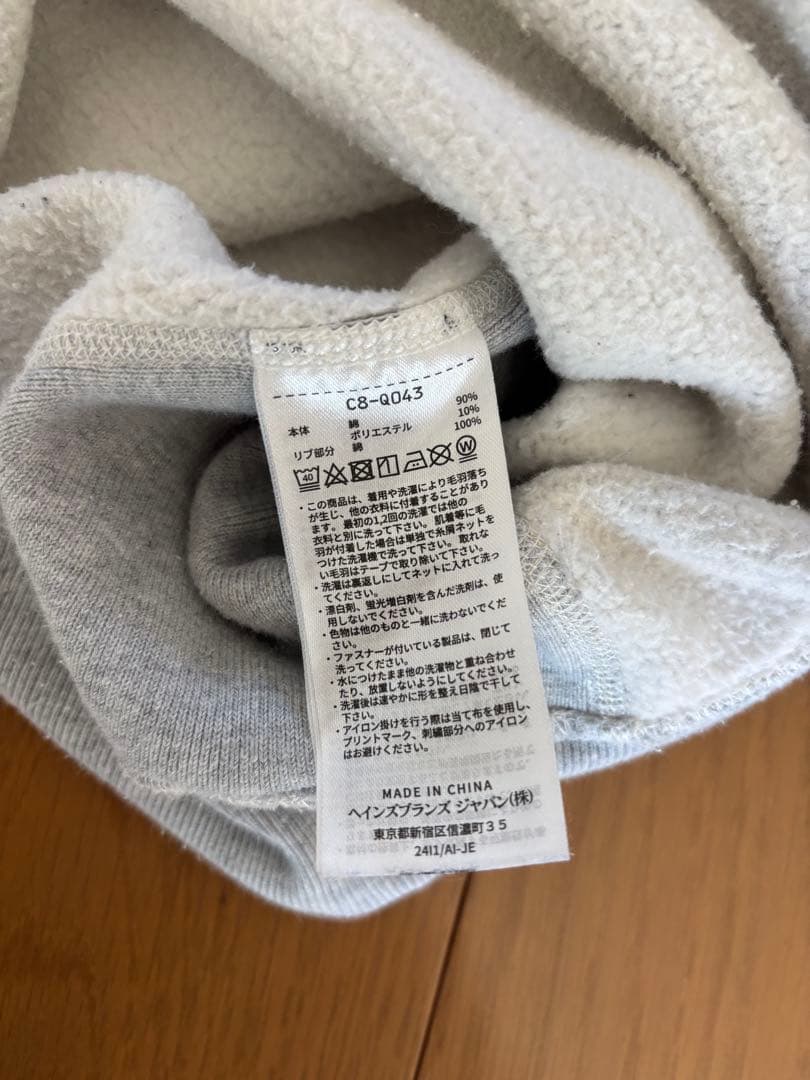 C8-Q043
本体 綿 90%
ポリエステル 10%
リブ部分 綿 100%
40 W
・この商品は、着用や洗濯により毛羽落ち
が生じ、他の衣料に付着することがあり
ます。最初の1,2回の洗濯では他の
衣料と別に洗って下さい。肌着等に毛
羽が付着した場合は単独で糸屑ネットを
つけた洗濯機で洗って下さい。取れな
い毛羽はテープで取り除いて下さい。
・洗濯は裏返しにしてネットに入れて洗っ
てください。
・漂白剤、蛍光増白剤を含んだ洗剤は、使
用しないでください。
・色物は他のものと一緒に洗わないでくだ
さい。
・ファスナーが付いている製品は、閉じて
洗ってください。
・水につけたまま他の洗濯物と重ね合わせ
たり、放置しないようにしてください。
・洗濯後は速やかに形を整え日陰で干して
下さい。
・アイロン掛けを行う際は当て布を使用し、
プリントマーク、刺繍部分へのアイロン
はお避けください。
MADE IN CHINA
ヘインズブランズ ジャパン(株)
東京都新宿区信濃町35
24I1/AI-JE